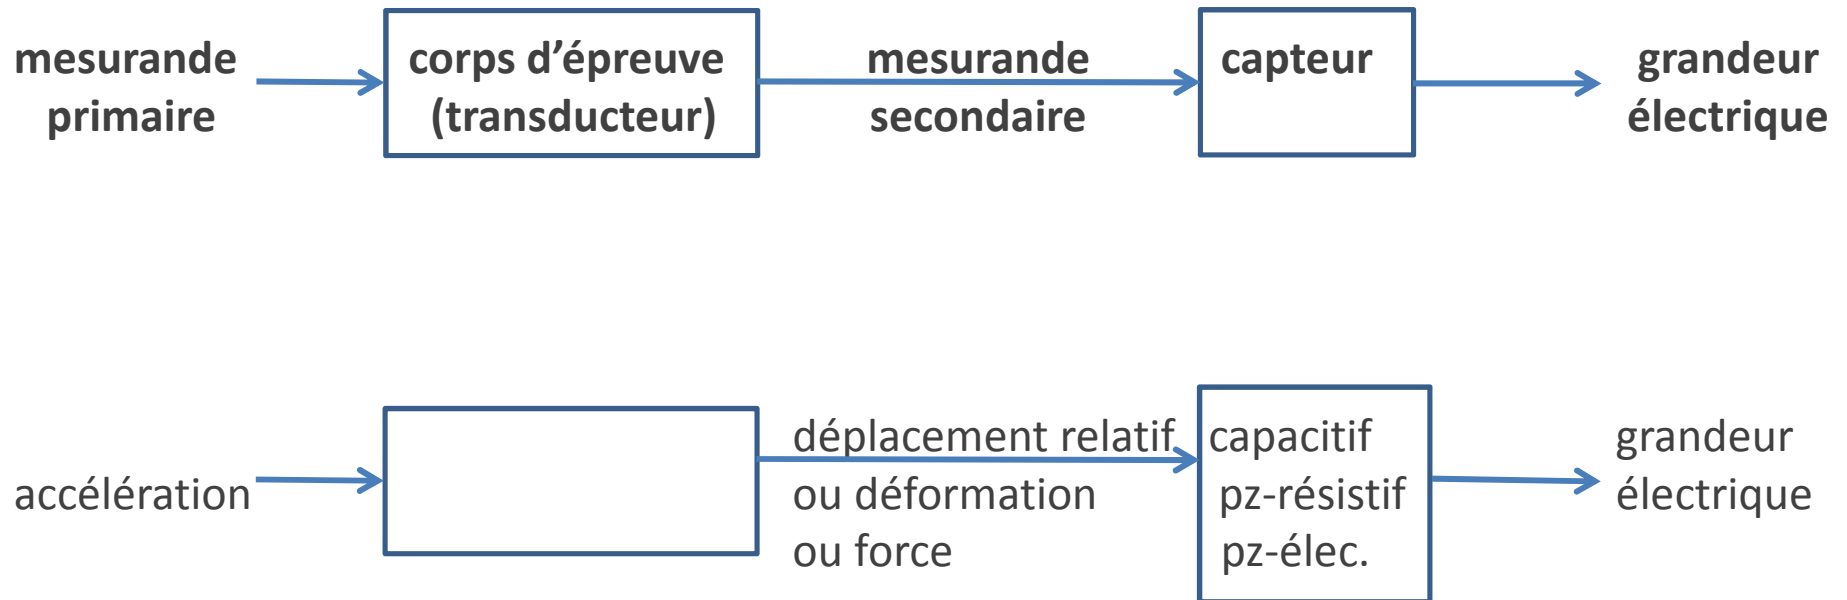 mesurande
primaire
corps d’épreuve
(transducteur)
mesurande
secondaire
capteur
grandeur
électrique
accélération
déplacement relatif
ou déformation
ou force
capacitif
pz-résistif
pz-élec.
grandeur
électrique